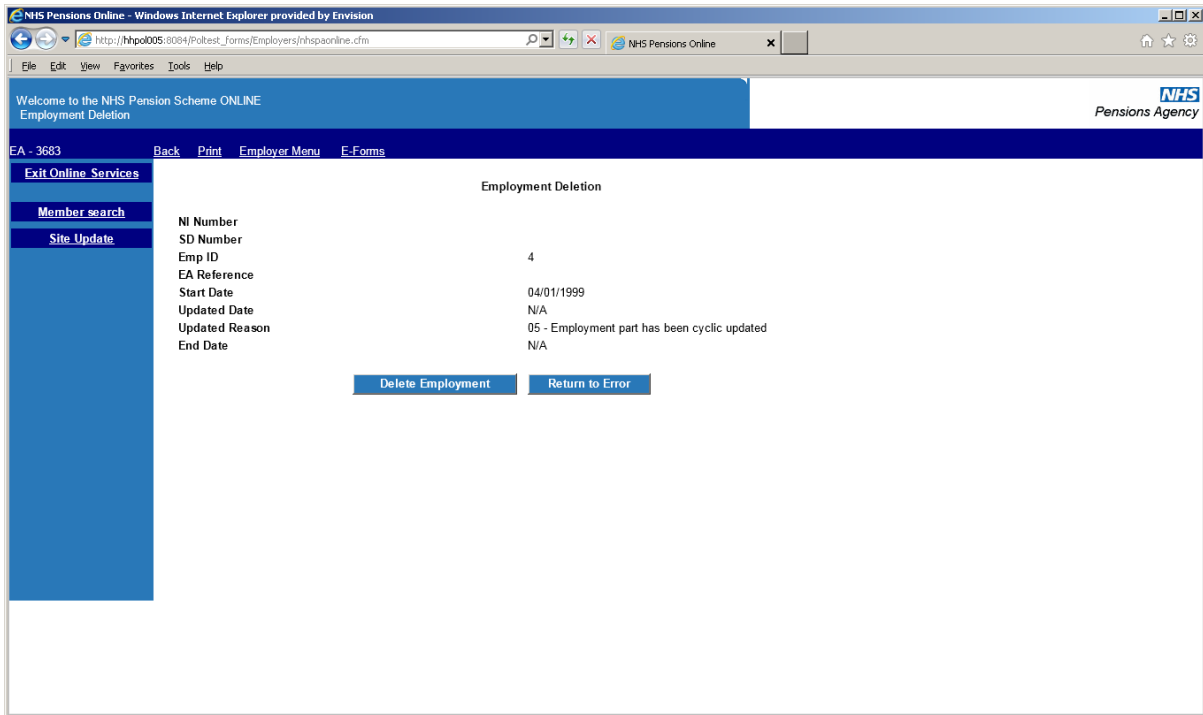 NHS Pensions Online - Windows Internet Explorer provided by Envision
http://hhpol005:8084/Poltest_forms/Employers/nhspaonline.cfm
NHS Pensions Online
File Edit View Favorites Tools Help
Welcome to the NHS Pension Scheme ONLINE
Employment Deletion
NHS
Pensions Agency
EA - 3683 Back Print Employer Menu E-Forms
Exit Online Services
Member search
Site Update
Employment Deletion
NI Number
SD Number
Emp ID 4
EA Reference
Start Date 04/01/1999
Updated Date N/A
Updated Reason 05 - Employment part has been cyclic updated
End Date N/A
Delete Employment Return to Error